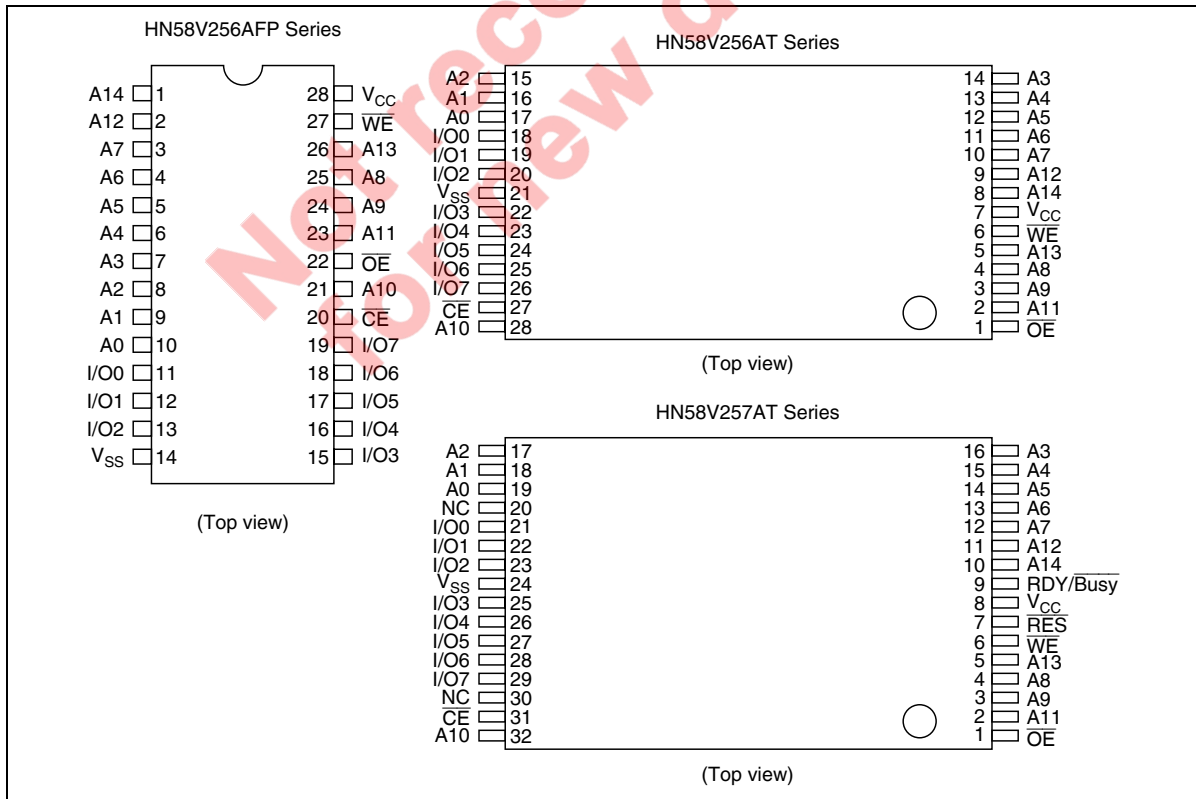 Not reco
for new d
HN58V256AFP Series
A14 1 28 VCC
A12 2 27 WE
A7 3 26 A13
A6 4 25 A8
A5 5 24 A9
A4 6 23 A11
A3 7 22 OE
A2 8 21 A10
A1 9 20 CE
A0 10 19 I/O7
I/O0 11 18 I/O6
I/O1 12 17 I/O5
I/O2 13 16 I/O4
VSS 14 15 I/O3
(Top view)
HN58V256AT Series
A2 15 14 A3
A1 16 13 A4
A0 17 12 A5
I/O0 18 11 A6
I/O1 19 10 A7
I/O2 20 9 A12
VSS 21 8 A14
I/O3 22 7 VCC
I/O4 23 6 WE
I/O5 24 5 A13
I/O6 25 4 A8
I/O7 26 3 A9
CE 27 2 A11
A10 28 1 OE
(Top view)
HN58V257AT Series
A2 17 16 A3
A1 18 15 A4
A0 19 14 A5
NC 20 13 A6
I/O0 21 12 A7
I/O1 22 11 A12
I/O2 23 10 A14
VSS 24 9 RDY/Busy
I/O3 25 8 VCC
I/O4 26 7 RES
I/O5 27 6 WE
I/O6 28 5 A13
I/O7 29 4 A8
NC 30 3 A9
CE 31 2 A11
A10 32 1 OE
(Top view)